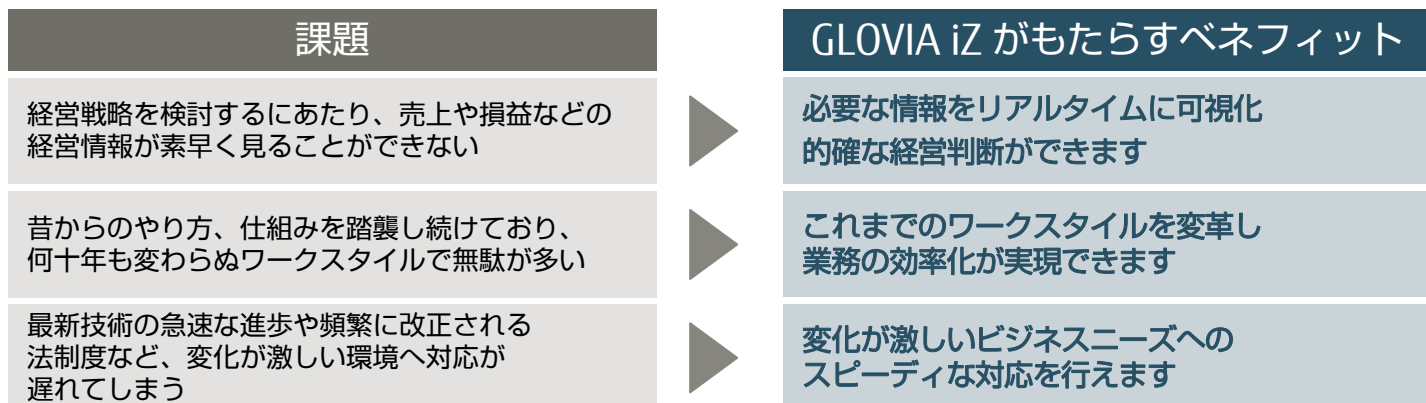 課題
GLOVIA iZ がもたらすベネフィット
経営戦略を検討するにあたり、売上や損益などの
経営情報が素早く見ることができない
必要な情報をリアルタイムに可視化
的確な経営判断ができます
昔からのやり方、仕組みを踏襲し続けており、
何十年も変わらぬワークスタイルで無駄が多い
これまでのワークスタイルを変革し
業務の効率化が実現できます
最新技術の急速な進歩や頻繁に改正される
法制度など、変化が激しい環境へ対応が
遅れてしまう
変化が激しいビジネスニーズへの
スピーディな対応を行えます